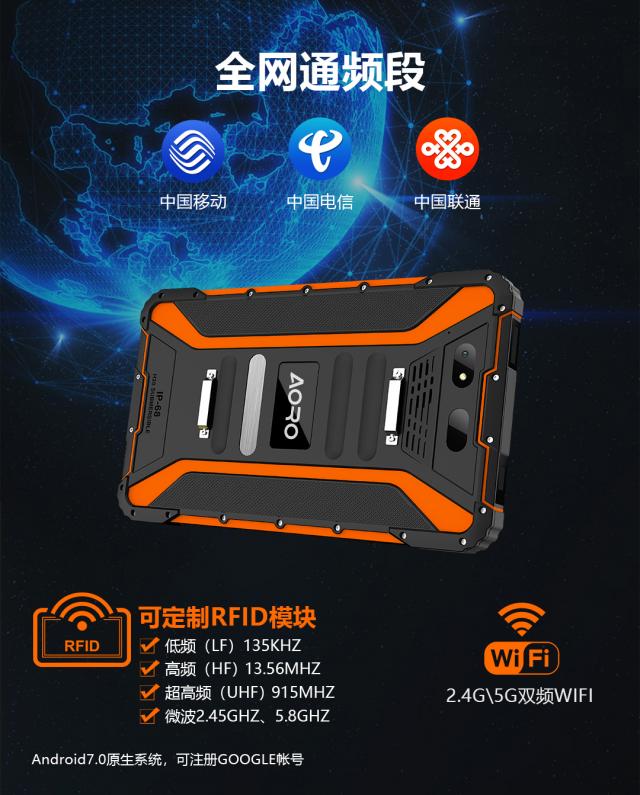 全网通频段
中国移动
中国电信
中国联通
AORO
IP-68
H2O SUBMERSIBLE
RFID
可定制RFID模块
低频（LF）135KHZ
高频（HF) 13.56MHZ
超高频（UHF) 915MHZ
微波2.45GHZ、5.8GHZ
Wi Fi
2.4G\5G双频WIFI
Android7.0原生系统，可注册GOOGLE帐号